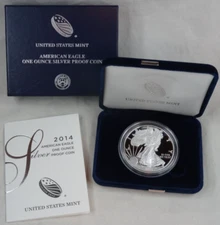 UNITED STATES MINT
AMERICAN EAGLE
ONE OUNCE SILVER PROOF COIN
2014
AMERICAN EAGLE
ONE OUNCE
Silver
PROOF COIN
UNITED STATES MINT